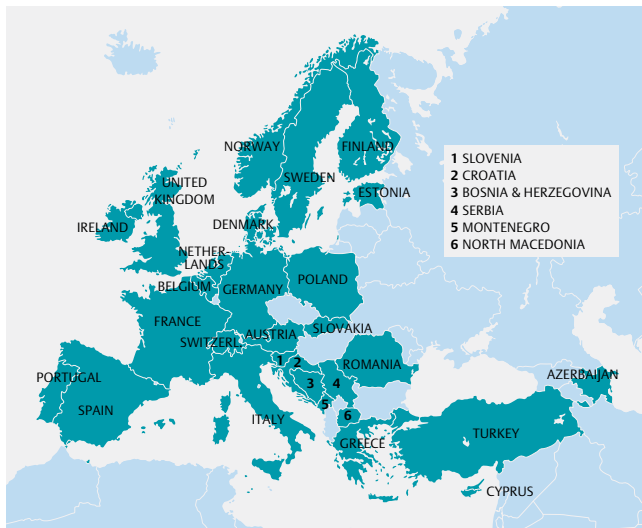 NORWAY
FINLAND
SWEDEN
ESTONIA
UNITED
KINGDOM
IRELAND
DENMARK
NETHER-
LANDS
BELGIUM
GERMANY
POLAND
FRANCE
SWITZERL.
AUSTRIA
SLOVAKIA
ROMANIA
PORTUGAL
SPAIN
ITALY
GREECE
TURKEY
CYPRUS
AZERBAIJAN
1
2
3
4
5
6
1 SLOVENIA
2 CROATIA
3 BOSNIA & HERZEGOVINA
4 SERBIA
5 MONTENEGRO
6 NORTH MACEDONIA